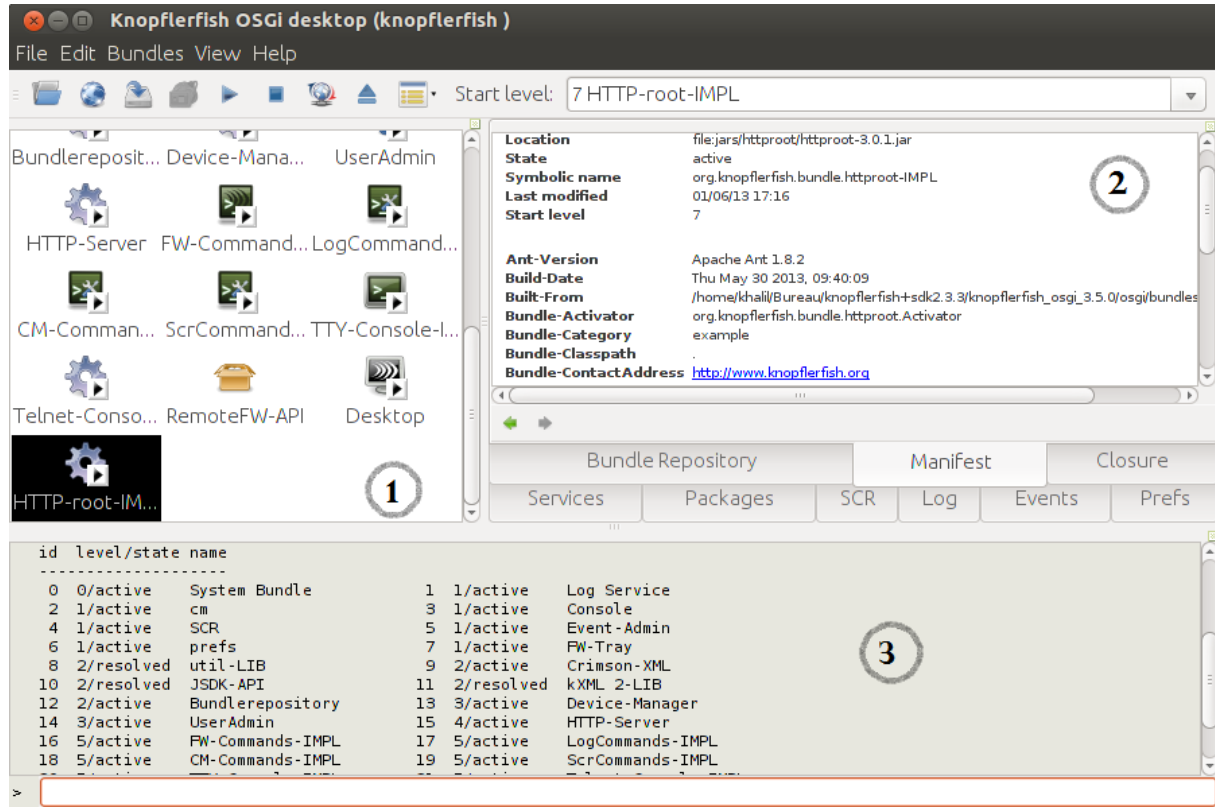 Knopflerfish OSGi desktop (knopflerfish )
File Edit Bundles View Help
Start level: 7 HTTP-root-IMPL
Bundlereposit... Device-Mana... UserAdmin
HTTP-Server FW-Command... LogCommand...
CM-Comman... ScrCommand... TTY-Console-I...
Telnet-Conso... RemoteFW-API Desktop
HTTP-root-IM...
1
Location file:jars/httproot/httproot-3.0.1.jar
State active
Symbolic name org.knopflerfish.bundle.httproot-IMPL
Last modified 01/06/13 17:16
Start level 7
2
Ant-Version Apache Ant 1.8.2
Build-Date Thu May 30 2013, 09:40:09
Built-From /home/khalil/Bureau/knopflerfish+sdk2.3.3/knopflerfish_osgi_3.5.0/osgi/bundles
Bundle-Activator org.knopflerfish.bundle.httproot.Activator
Bundle-Category example
Bundle-Classpath .
Bundle-ContactAddress http://www.knopflerfish.org
Bundle Repository Manifest Closure
Services Packages SCR Log Events Prefs
id level/state name
-------------------
0 0/active System Bundle 1 1/active Log Service
2 1/active cm 3 1/active Console
4 1/active SCR 5 1/active Event-Admin
6 1/active prefs 7 1/active FW-Tray
8 2/resolved util-LIB 9 2/active Crimson-XML
10 2/resolved JSDK-API 11 2/resolved kXML 2-LIB
12 2/active Bundlerepository 13 3/active Device-Manager
14 3/active UserAdmin 15 4/active HTTP-Server
16 5/active FW-Commands-IMPL 17 5/active LogCommands-IMPL
18 5/active CM-Commands-IMPL 19 5/active ScrCommands-IMPL
3
>